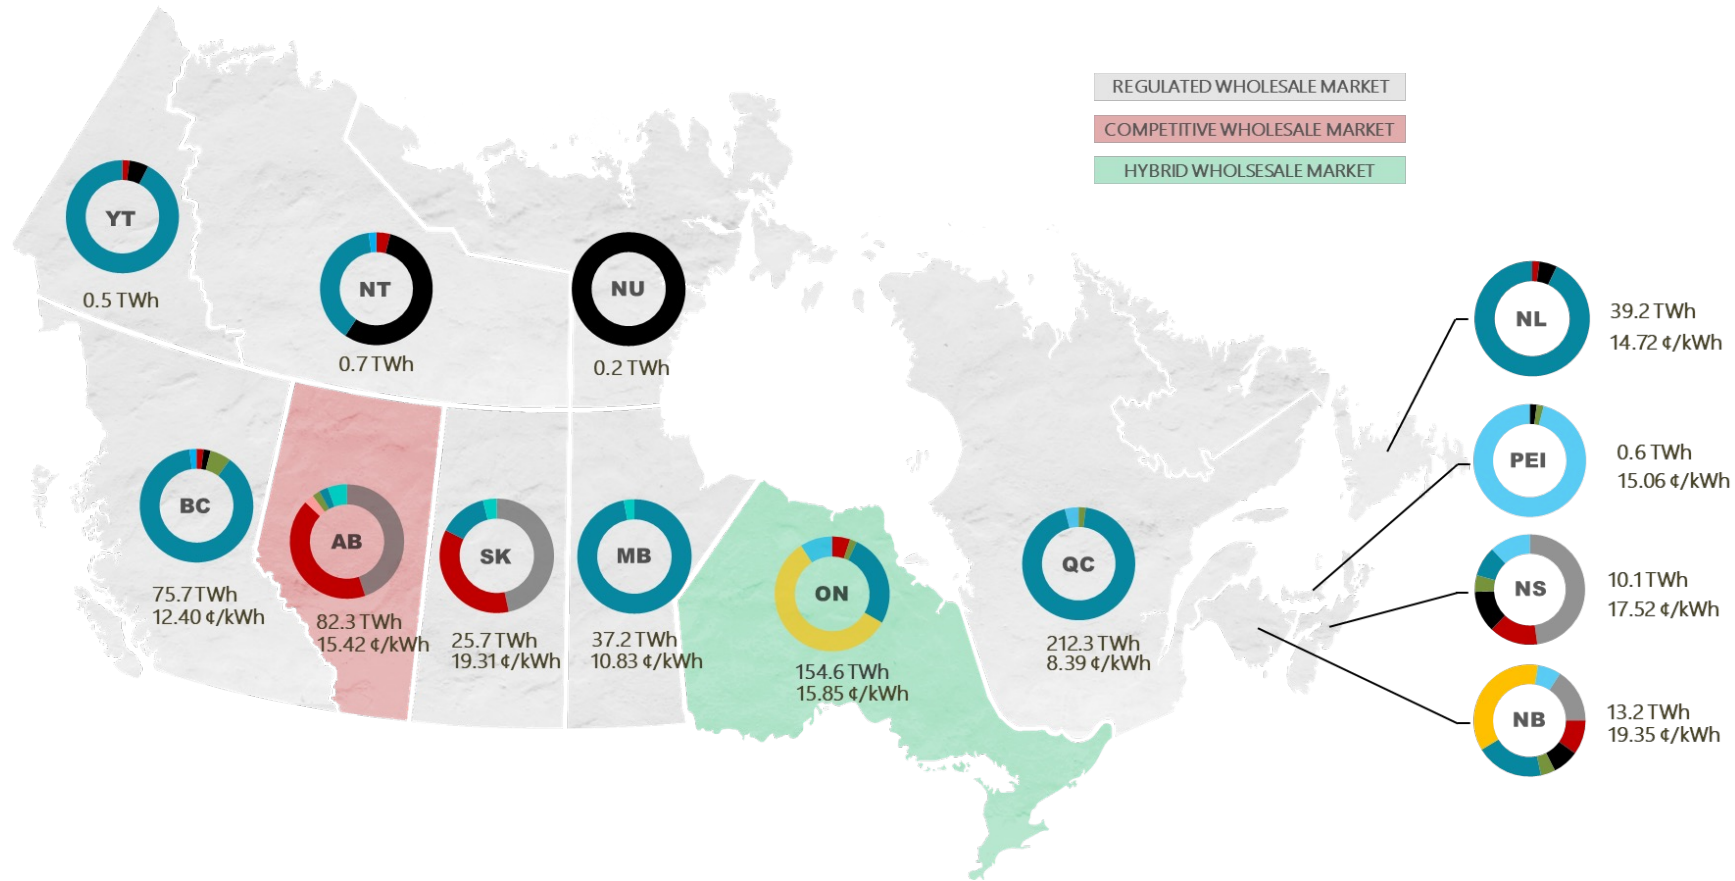 REGULATED WHOLESALE MARKET
COMPETITIVE WHOLESALE MARKET
HYBRID WHOLSESALE MARKET
YT
0.5 TWh
NT
0.7 TWh
NU
0.2 TWh
BC
75.7 TWh
12.40 ¢/kWh
AB
82.3 TWh
15.42 ¢/kWh
SK
25.7 TWh
19.31 ¢/kWh
MB
37.2 TWh
10.83 ¢/kWh
ON
154.6 TWh
15.85 ¢/kWh
QC
212.3 TWh
8.39 ¢/kWh
NL
39.2 TWh
14.72 ¢/kWh
PEI
0.6 TWh
15.06 ¢/kWh
NS
10.1 TWh
17.52 ¢/kWh
NB
13.2 TWh
19.35 ¢/kWh